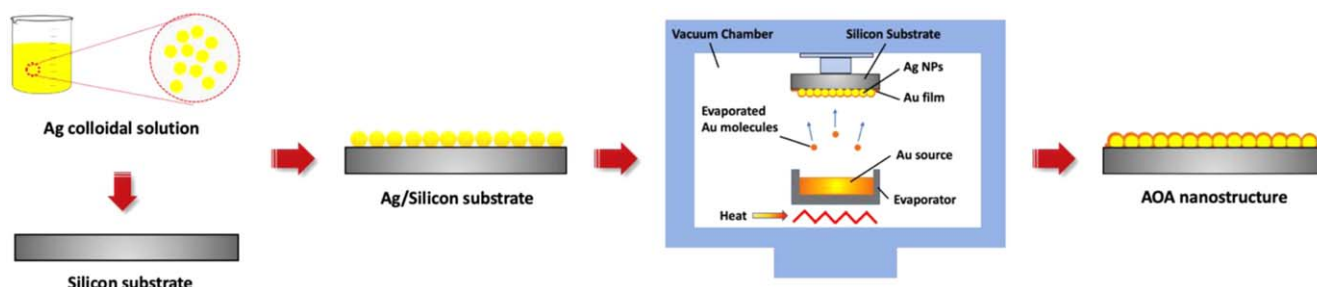 Ag colloidal solution
Silicon substrate
Ag/Silicon substrate
Vacuum Chamber
Silicon Substrate
Ag NPs
Au film
Evaporated
Au molecules
Au source
Evaporator
Heat
AOA nanostructure